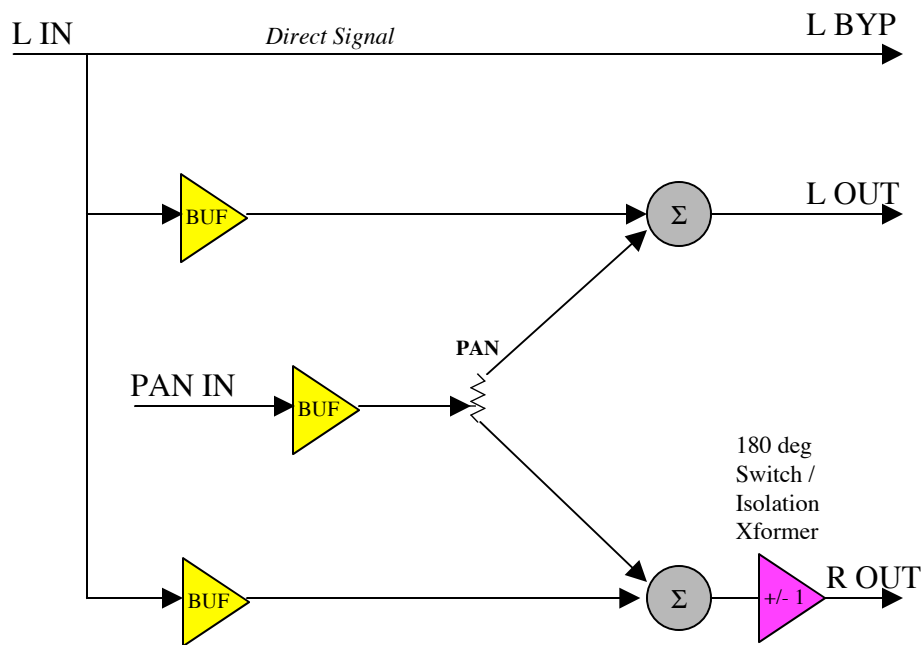 L IN
Direct Signal
L BYP
BUF
Σ
L OUT
PAN
PAN IN
BUF
180 deg
Switch /
Isolation
Xformer
BUF
Σ
+/- 1
R OUT